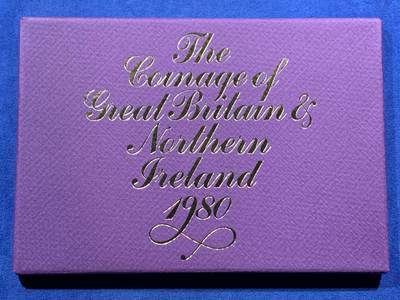 The
Coinage of
Great Britain &
Northern
Ireland
1980